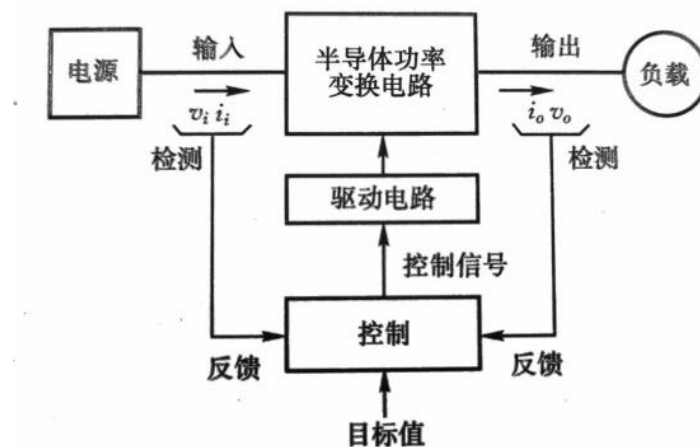 电源
输入
半导体功率
变换电路
输出
负载
v_i i_i
i_o v_o
检测
检测
驱动电路
控制信号
控制
反馈
反馈
目标值